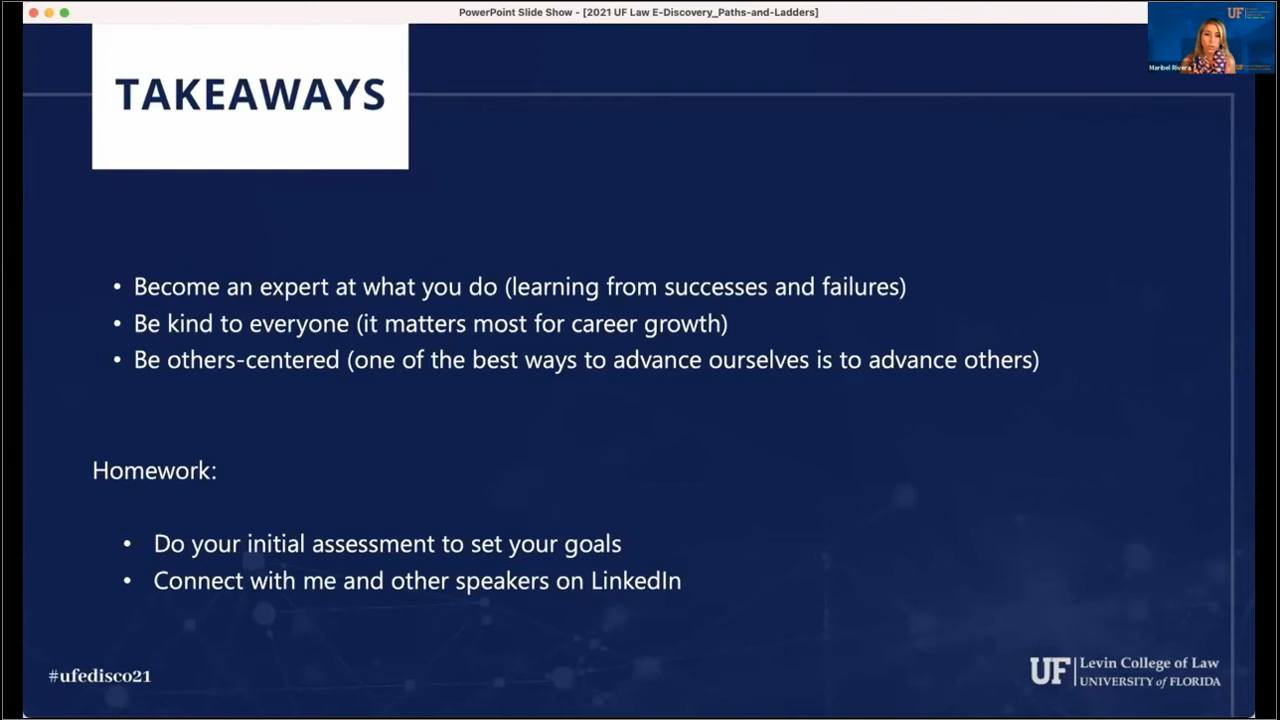 PowerPoint Slide Show - [2021 UF Law E-Discovery_Paths-and-Ladders]
UF
Maribel Rivera
TAKEAWAYS
• Become an expert at what you do (learning from successes and failures)
• Be kind to everyone (it matters most for career growth)
• Be others-centered (one of the best ways to advance ourselves is to advance others)
Homework:
• Do your initial assessment to set your goals
• Connect with me and other speakers on LinkedIn
#ufedisco21
UF Levin College of Law
UNIVERSITY of FLORIDA